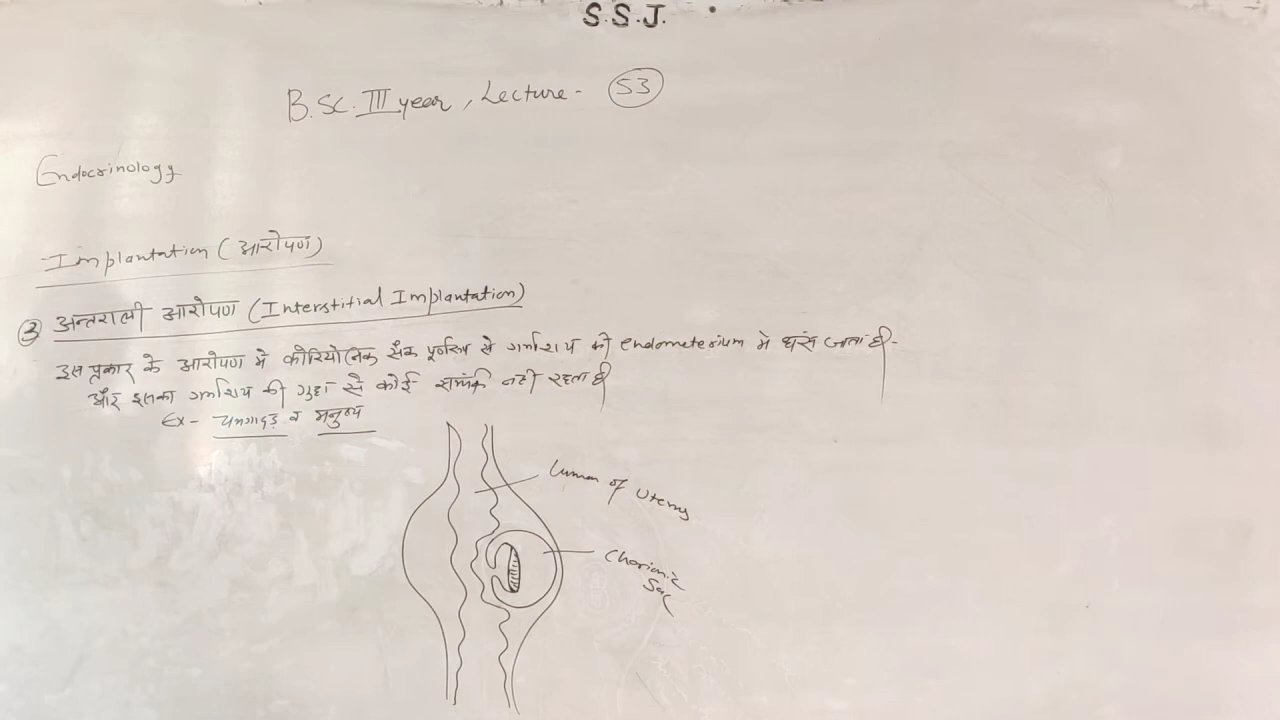 S.S.J.
B.Sc. III year, Lecture - 53
Endocrinology
Implantation (आरोपण)
3 अन्तराली आरोपण (Interstitial Implantation)
इस प्रकार के आरोपण मे कोरियोनिक सैक पूर्णरूप से गर्भाशय की endometerium मे धंस जाता है -
और इसका गर्भाशय की गुहा से कोई सम्पर्क नही रहता है
Ex - चमगादड़ व मनुष्य
Lumen of Uterus
Chorionic
Sac